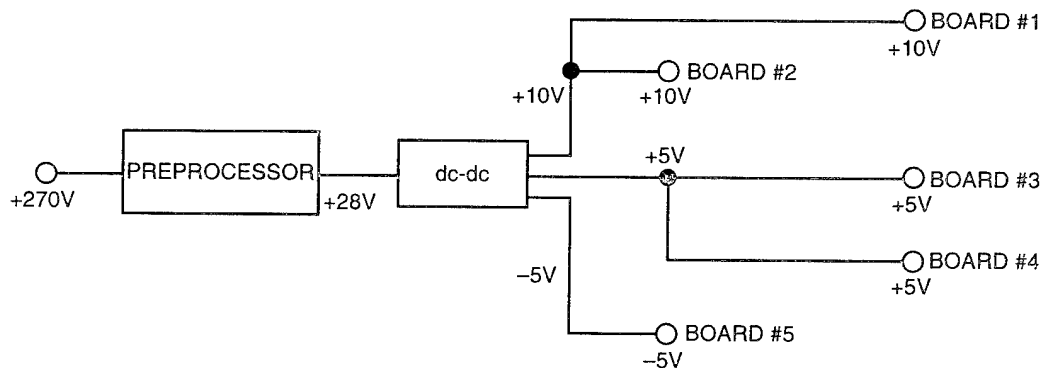 BOARD #1
+10V
BOARD #2
+10V
+10V
+5V
PREPROCESSOR
dc-dc
BOARD #3
+270V
+28V
+5V
BOARD #4
–5V
+5V
BOARD #5
–5V